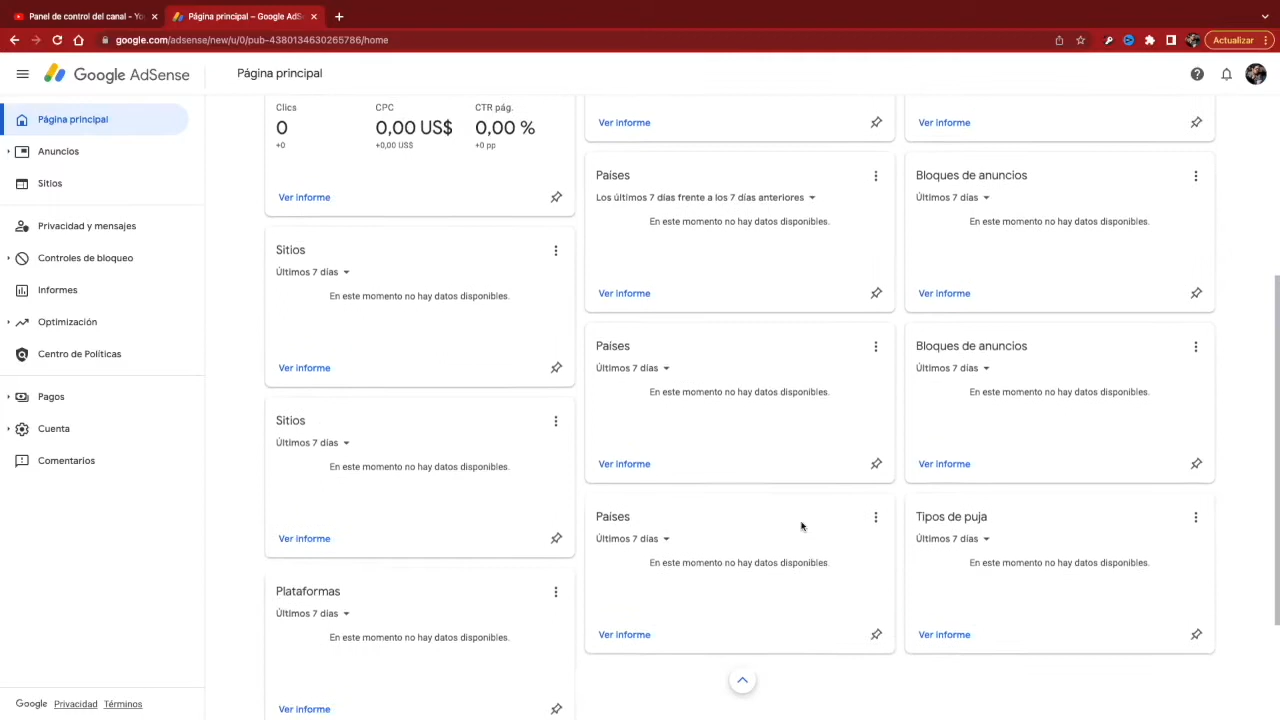 Panel de control del canal - Yo
Página principal – Google AdSe
google.com/adsense/new/u/0/pub-4380134630265786/home
Actualizar
Google AdSense
Página principal
Página principal
Anuncios
Sitios
Privacidad y mensajes
Controles de bloqueo
Informes
Optimización
Centro de Políticas
Pagos
Cuenta
Comentarios
Google Privacidad Términos
Clics CPC CTR pág.
0 0,00 US$ 0,00 %
+0 +0,00 US$ +0 pp
Ver informe
Sitios
Últimos 7 días
En este momento no hay datos disponibles.
Ver informe
Sitios
Últimos 7 días
En este momento no hay datos disponibles.
Ver informe
Plataformas
Últimos 7 días
En este momento no hay datos disponibles.
Ver informe
Ver informe
Países
Los últimos 7 días frente a los 7 días anteriores
En este momento no hay datos disponibles.
Ver informe
Países
Últimos 7 días
En este momento no hay datos disponibles.
Ver informe
Países
Últimos 7 días
En este momento no hay datos disponibles.
Ver informe
Ver informe
Bloques de anuncios
Últimos 7 días
En este momento no hay datos disponibles.
Ver informe
Bloques de anuncios
Últimos 7 días
En este momento no hay datos disponibles.
Ver informe
Tipos de puja
Últimos 7 días
En este momento no hay datos disponibles.
Ver informe